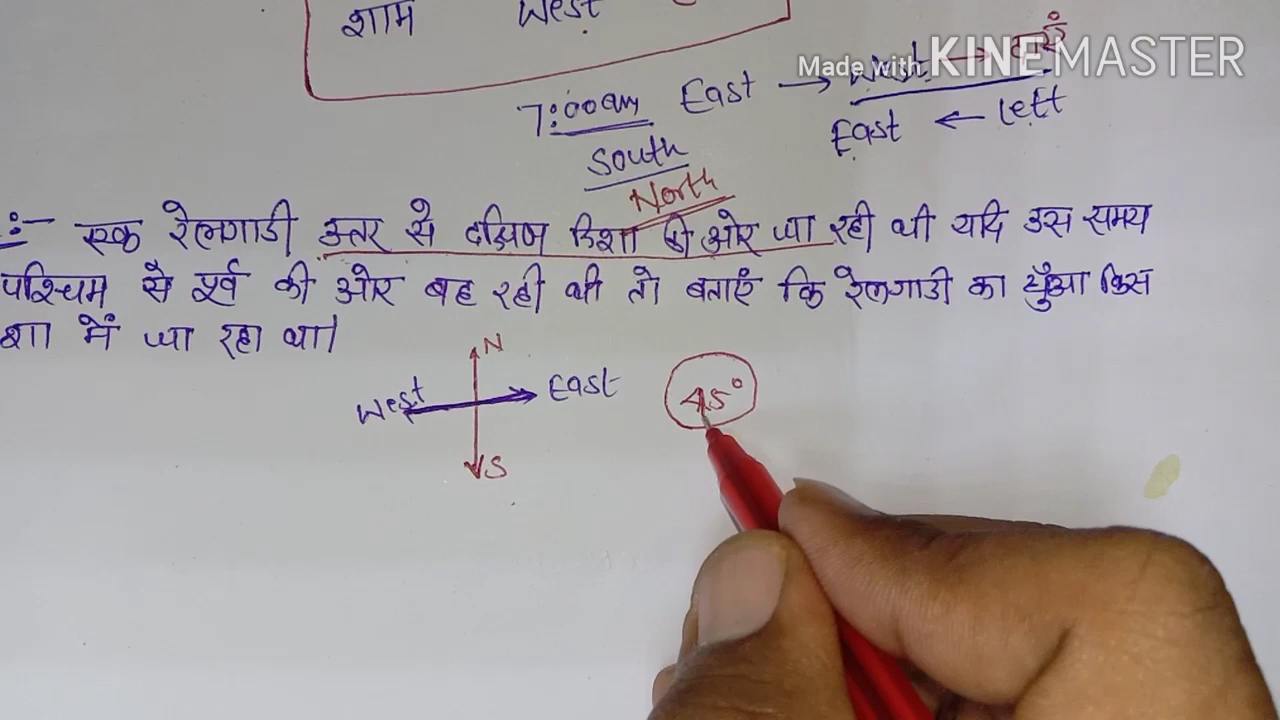 शाम West
Made with KINEMASTER
7:00am East → West → दाएँ
East ← Left
South
North
:- एक रेलगाडी उत्तर से दक्षिण दिशा की ओर जा रही थी यदि उस समय
पश्चिम से पूर्व की ओर बह रही थी तो बताएं कि रेलगाडी का धुँआ किस
शा में जा रहा था।
N
West East 45°
S